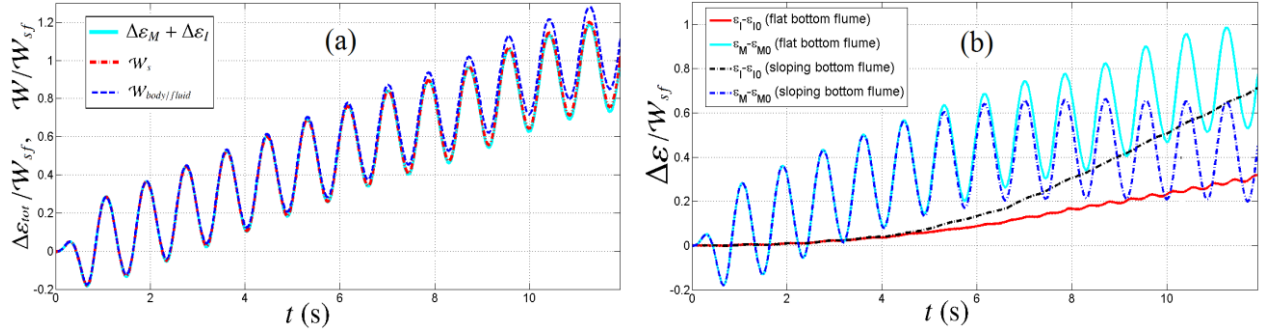 Δε_tot/𝒲_sf, 𝒲/𝒲_sf
1.2
1
0.8
0.6
0.4
0.2
0
-0.2
0 2 4 6 8 10
t (s)
(a)
Δε_M + Δε_I
𝒲_s
𝒲_body/fluid
Δε/𝒲_sf
1
0.8
0.6
0.4
0.2
0
-0.2
0 2 4 6 8 10
t (s)
(b)
ε_I-ε_I0 (flat bottom flume)
ε_M-ε_M0 (flat bottom flume)
ε_I-ε_I0 (sloping bottom flume)
ε_M-ε_M0 (sloping bottom flume)